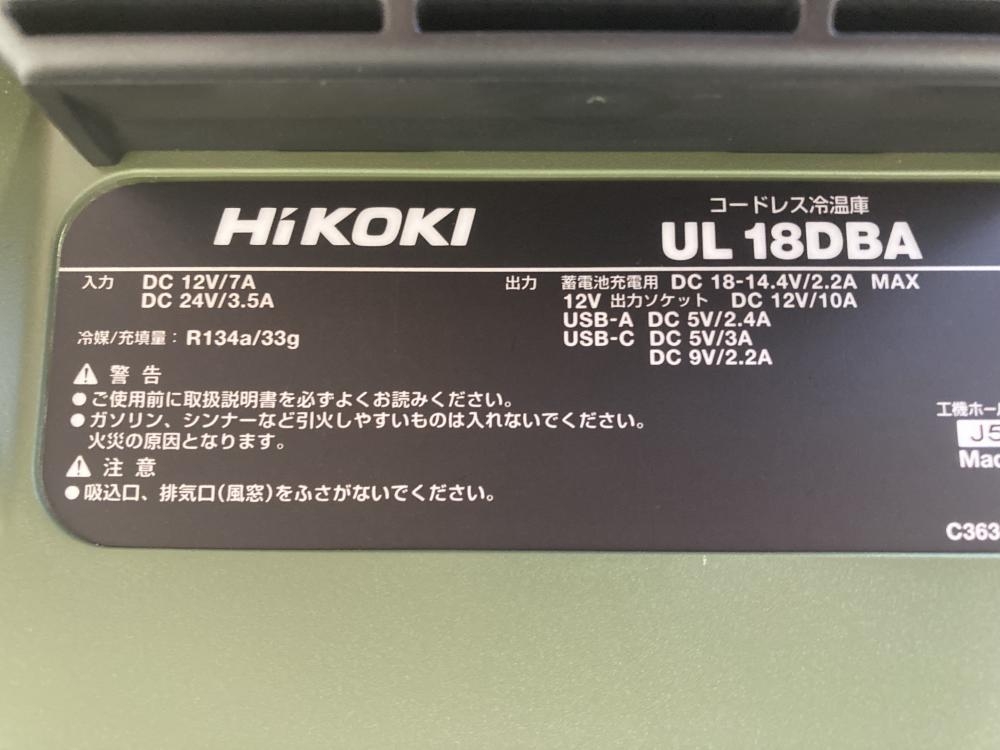 HiKOKI
コードレス冷温庫
UL 18DBA
入力 DC 12V/7A
DC 24V/3.5A
冷媒/充填量： R134a/33g
出力 蓄電池充電用 DC 18-14.4V/2.2A MAX
12V 出力ソケット DC 12V/10A
USB-A DC 5V/2.4A
USB-C DC 5V/3A
DC 9V/2.2A
警 告
●ご使用前に取扱説明書を必ずよくお読みください。
●ガソリン、シンナーなど引火しやすいものは入れないでください。
火災の原因となります。
注 意
●吸込口、排気口（風窓）をふさがないでください。
工機ホー
J5
Mad
C363